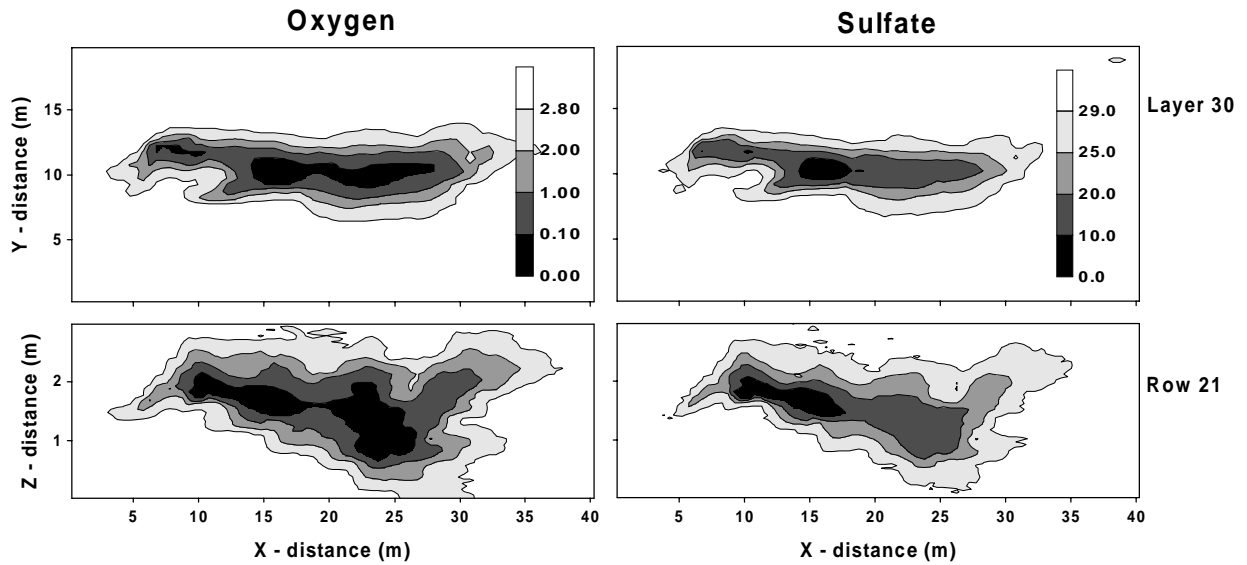 Oxygen
Sulfate
Y - distance (m)
15
10
5
2.80
2.00
1.00
0.10
0.00
29.0
25.0
20.0
10.0
0.0
Layer 30
Z - distance (m)
2
1
Row 21
5 10 15 20 25 30 35 40
5 10 15 20 25 30 35 40
X - distance (m)
X - distance (m)